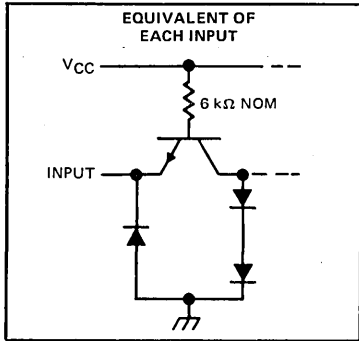 EQUIVALENT OF
EACH INPUT
VCC
6 kΩ NOM
INPUT